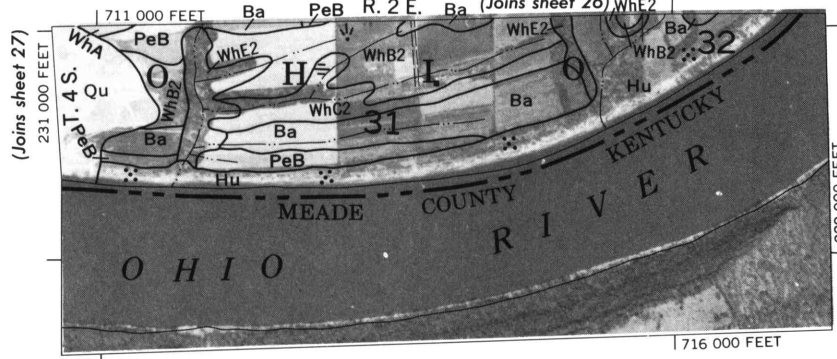 711 000 FEET
Ba
PeB
R. 2 E.
Ba
(Joins sheet 26)
WhE2
(Joins sheet 27)
231 000 FEET
T. 4 S.
WhA
PeB
WhE2
WhB2
WhE2
WhB2
Ba
32
Qu
O H I O
WhB2
WhC2
Ba
Hu
PeB
Ba
Ba
31
PeB
Hu
MEADE COUNTY KENTUCKY
OHIO RIVER
716 000 FEET